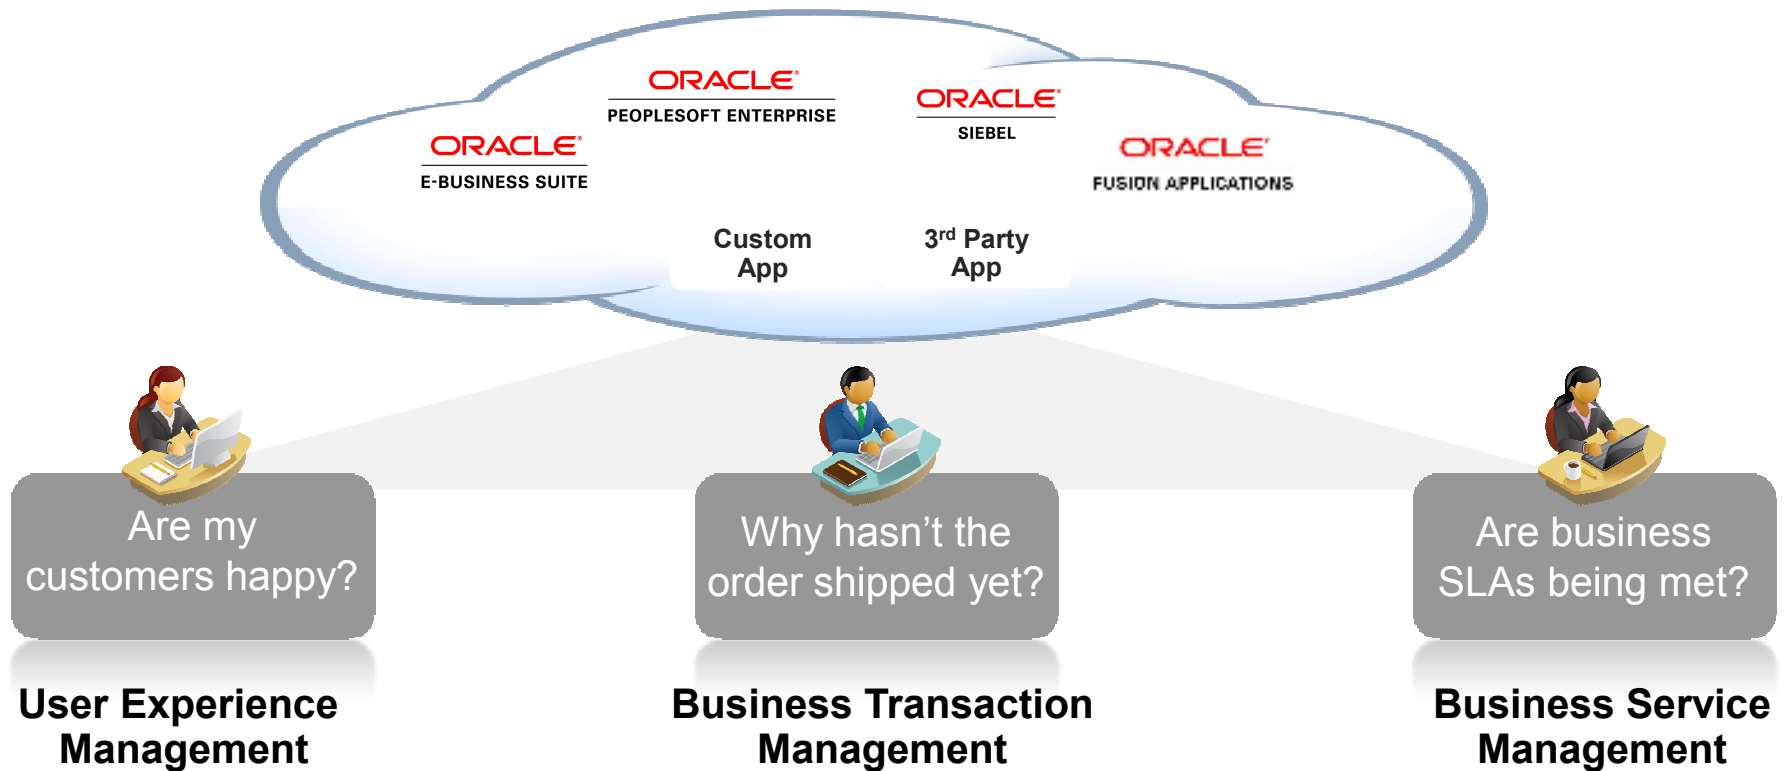 ORACLE®
PEOPLESOFT ENTERPRISE
ORACLE®
SIEBEL
ORACLE®
E-BUSINESS SUITE
ORACLE®
FUSION APPLICATIONS
Custom
App
3rd Party
App
Are my
customers happy?
Why hasn’t the
order shipped yet?
Are business
SLAs being met?
User Experience
Management
Business Transaction
Management
Business Service
Management